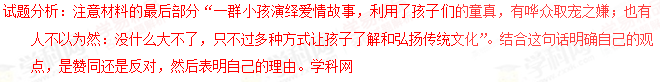 试题分析：注意材料的最后部分“一群小孩演绎爱情故事，利用了孩子们的童真，有哗众取宠之嫌；也有
人不以为然：没什么大不了，只不过多种方式让孩子了解和弘扬传统文化”。结合这句话明确自己的观
点，是赞同还是反对，然后表明自己的理由。学科网